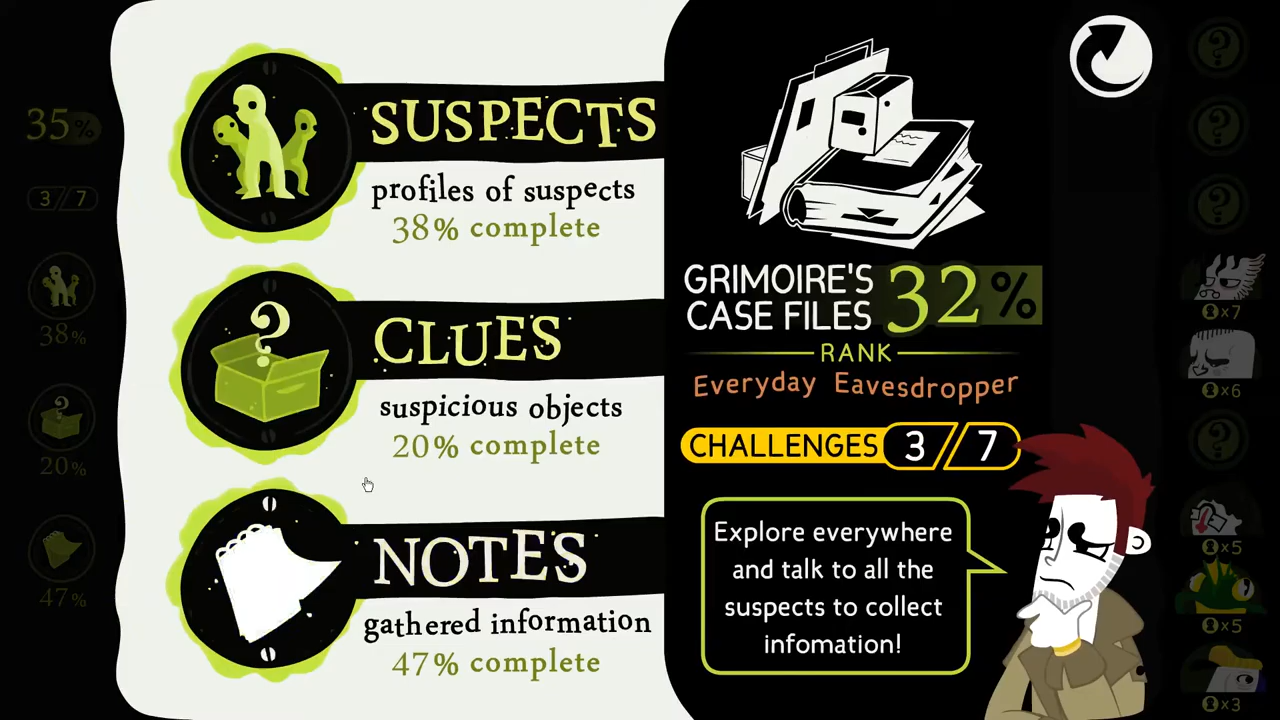 35%
3/7
38%
20%
47%
SUSPECTS
profiles of suspects
38% complete
CLUES
suspicious objects
20% complete
NOTES
gathered information
47% complete
GRIMOIRE'S
CASE FILES 32%
RANK
Everyday Eavesdropper
CHALLENGES 3/7
Explore everywhere
and talk to all the
suspects to collect
infomation!
?
?
?
x7
x6
?
x5
x5
x3